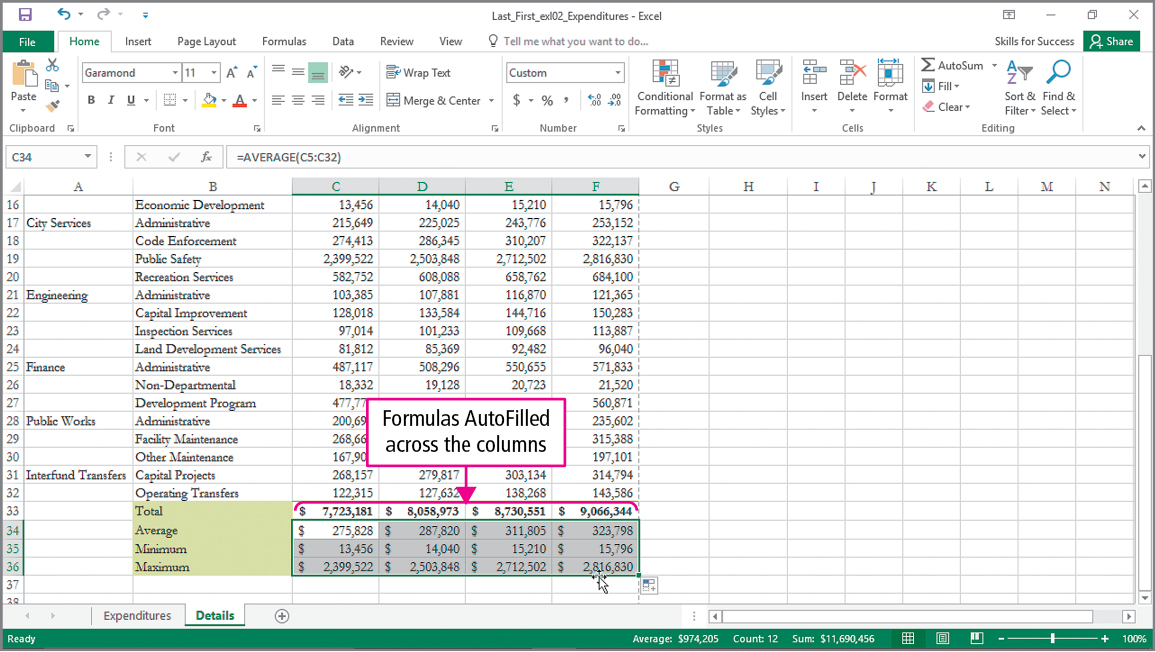 Last_First_exl02_Expenditures - Excel
File Home Insert Page Layout Formulas Data Review View Tell me what you want to do... Skills for Success Share
Paste
Garamond 11 A A
B I U A
Wrap Text
Merge & Center
Custom
$ % ,
Conditional Formatting
Format as Table
Cell Styles
Insert Delete Format
AutoSum
Fill
Clear
Sort & Filter
Find & Select
Clipboard Font Alignment Number Styles Cells Editing
C34 fx =AVERAGE(C5:C32)
A B C D E F G H I J K L M N
16 Economic Development 13,456 14,040 15,210 15,796
17 City Services Administrative 215,649 225,025 243,776 253,152
18 Code Enforcement 274,413 286,345 310,207 322,137
19 Public Safety 2,399,522 2,503,848 2,712,502 2,816,830
20 Recreation Services 582,752 608,088 658,762 684,100
21 Engineering Administrative 103,385 107,881 116,870 121,365
22 Capital Improvement 128,018 133,584 144,716 150,283
23 Inspection Services 97,014 101,233 109,668 113,887
24 Land Development Services 81,812 85,369 92,482 96,040
25 Finance Administrative 487,117 508,296 550,655 571,833
26 Non-Departmental 18,332 19,128 20,723 21,520
27 Development Program 477,77 560,871
28 Public Works Administrative 200,69 235,602
29 Facility Maintenance 268,66 315,388
30 Other Maintenance 167,90 197,101
Formulas AutoFilled
across the columns
31 Interfund Transfers Capital Projects 268,157 279,817 303,134 314,794
32 Operating Transfers 122,315 127,632 138,268 143,586
33 Total $ 7,723,181 $ 8,058,973 $ 8,730,551 $ 9,066,344
34 Average $ 275,828 $ 287,820 $ 311,805 $ 323,798
35 Minimum $ 13,456 $ 14,040 $ 15,210 $ 15,796
36 Maximum $ 2,399,522 $ 2,503,848 $ 2,712,502 $ 2,816,830
37
38
Expenditures Details
Ready Average: $974,205 Count: 12 Sum: $11,690,456 100%